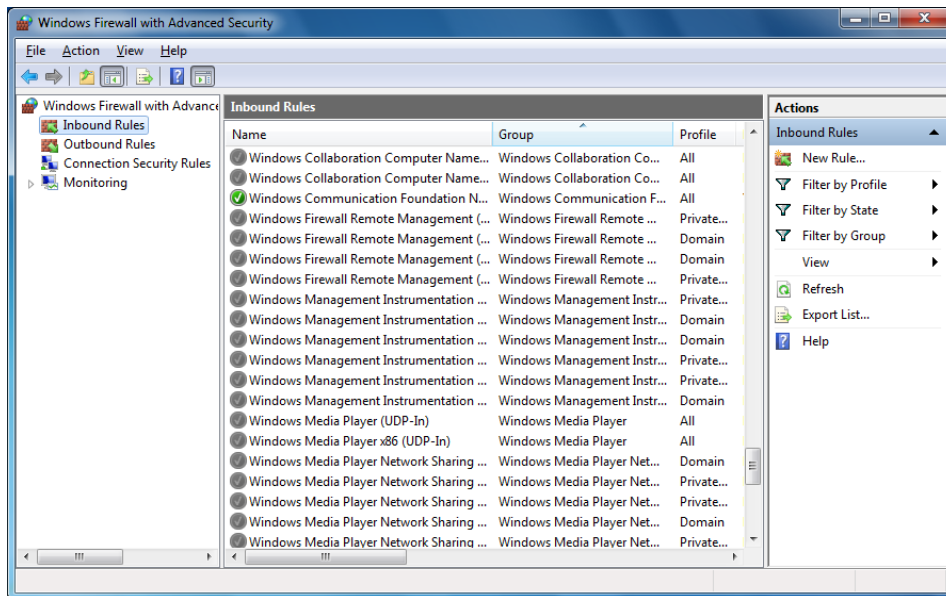 Windows Firewall with Advanced Security
File Action View Help
Windows Firewall with Advance
Inbound Rules
Outbound Rules
Connection Security Rules
Monitoring
Inbound Rules
Name Group Profile
Windows Collaboration Computer Name... Windows Collaboration Co... All
Windows Collaboration Computer Name... Windows Collaboration Co... All
Windows Communication Foundation N... Windows Communication F... All
Windows Firewall Remote Management (... Windows Firewall Remote ... Private...
Windows Firewall Remote Management (... Windows Firewall Remote ... Domain
Windows Firewall Remote Management (... Windows Firewall Remote ... Domain
Windows Firewall Remote Management (... Windows Firewall Remote ... Private...
Windows Management Instrumentation ... Windows Management Instr... Private...
Windows Management Instrumentation ... Windows Management Instr... Domain
Windows Management Instrumentation ... Windows Management Instr... Domain
Windows Management Instrumentation ... Windows Management Instr... Private...
Windows Management Instrumentation ... Windows Management Instr... Private...
Windows Management Instrumentation ... Windows Management Instr... Domain
Windows Media Player (UDP-In) Windows Media Player All
Windows Media Player x86 (UDP-In) Windows Media Player All
Windows Media Player Network Sharing ... Windows Media Player Net... Domain
Windows Media Player Network Sharing ... Windows Media Player Net... Private...
Windows Media Player Network Sharing ... Windows Media Player Net... Private...
Windows Media Player Network Sharing ... Windows Media Player Net... Domain
Windows Media Player Network Sharing ... Windows Media Player Net... Private...
Actions
Inbound Rules
New Rule...
Filter by Profile
Filter by State
Filter by Group
View
Refresh
Export List...
Help